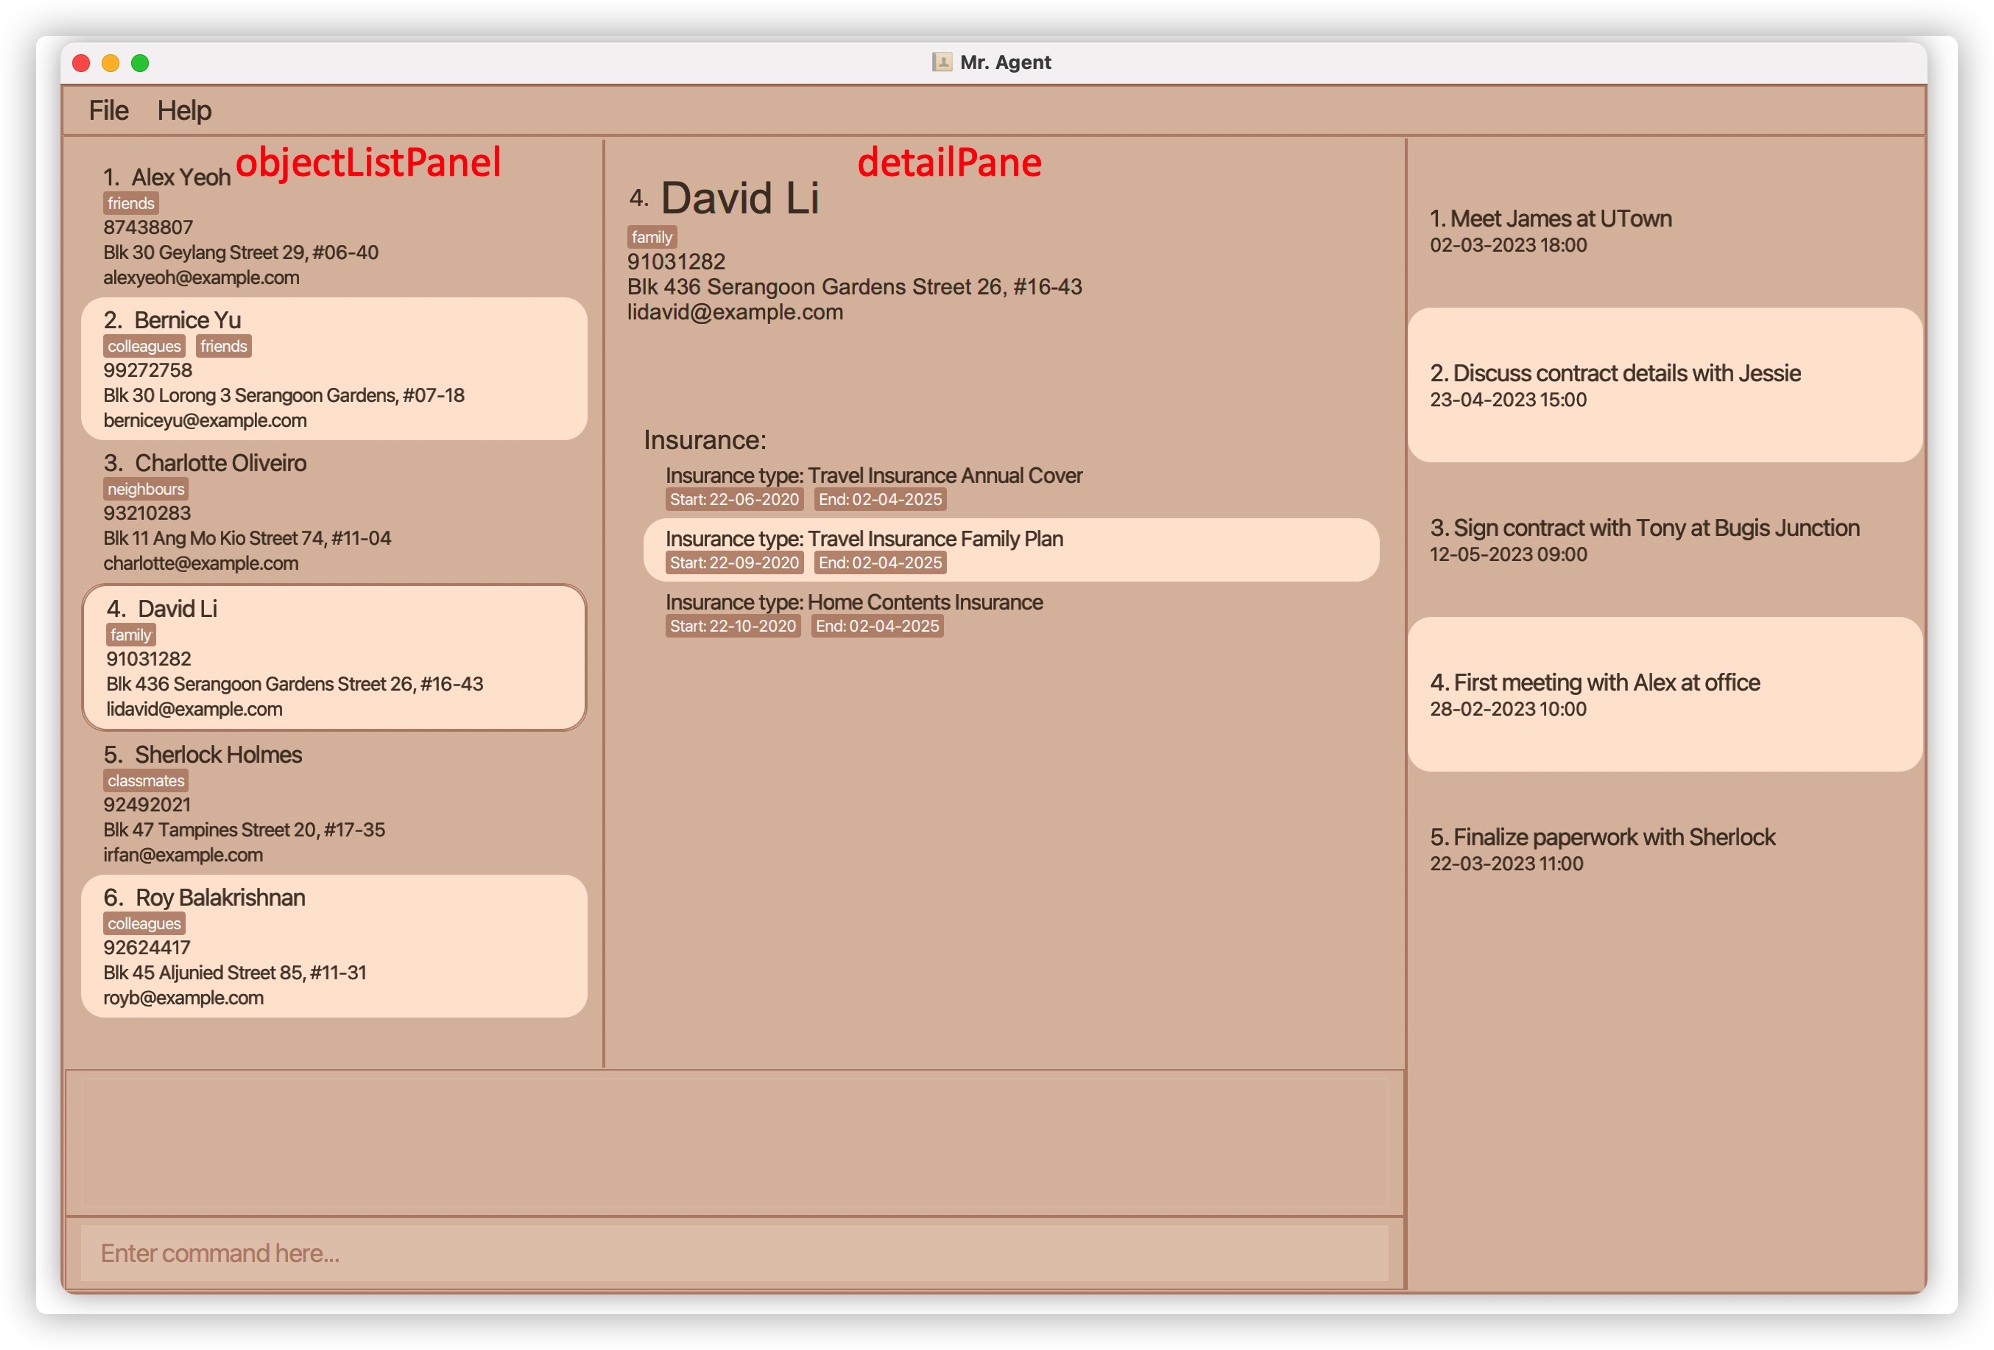 Mr. Agent
File Help
objectListPanel
1. Alex Yeoh
friends
87438807
Blk 30 Geylang Street 29, #06-40
alexyeoh@example.com
2. Bernice Yu
colleagues friends
99272758
Blk 30 Lorong 3 Serangoon Gardens, #07-18
berniceyu@example.com
3. Charlotte Oliveiro
neighbours
93210283
Blk 11 Ang Mo Kio Street 74, #11-04
charlotte@example.com
4. David Li
family
91031282
Blk 436 Serangoon Gardens Street 26, #16-43
lidavid@example.com
5. Sherlock Holmes
classmates
92492021
Blk 47 Tampines Street 20, #17-35
irfan@example.com
6. Roy Balakrishnan
colleagues
92624417
Blk 45 Aljunied Street 85, #11-31
royb@example.com
detailPane
4. David Li
family
91031282
Blk 436 Serangoon Gardens Street 26, #16-43
lidavid@example.com
Insurance:
Insurance type: Travel Insurance Annual Cover
Start: 22-06-2020 End: 02-04-2025
Insurance type: Travel Insurance Family Plan
Start: 22-09-2020 End: 02-04-2025
Insurance type: Home Contents Insurance
Start: 22-10-2020 End: 02-04-2025
1. Meet James at UTown
02-03-2023 18:00
2. Discuss contract details with Jessie
23-04-2023 15:00
3. Sign contract with Tony at Bugis Junction
12-05-2023 09:00
4. First meeting with Alex at office
28-02-2023 10:00
5. Finalize paperwork with Sherlock
22-03-2023 11:00
Enter command here...